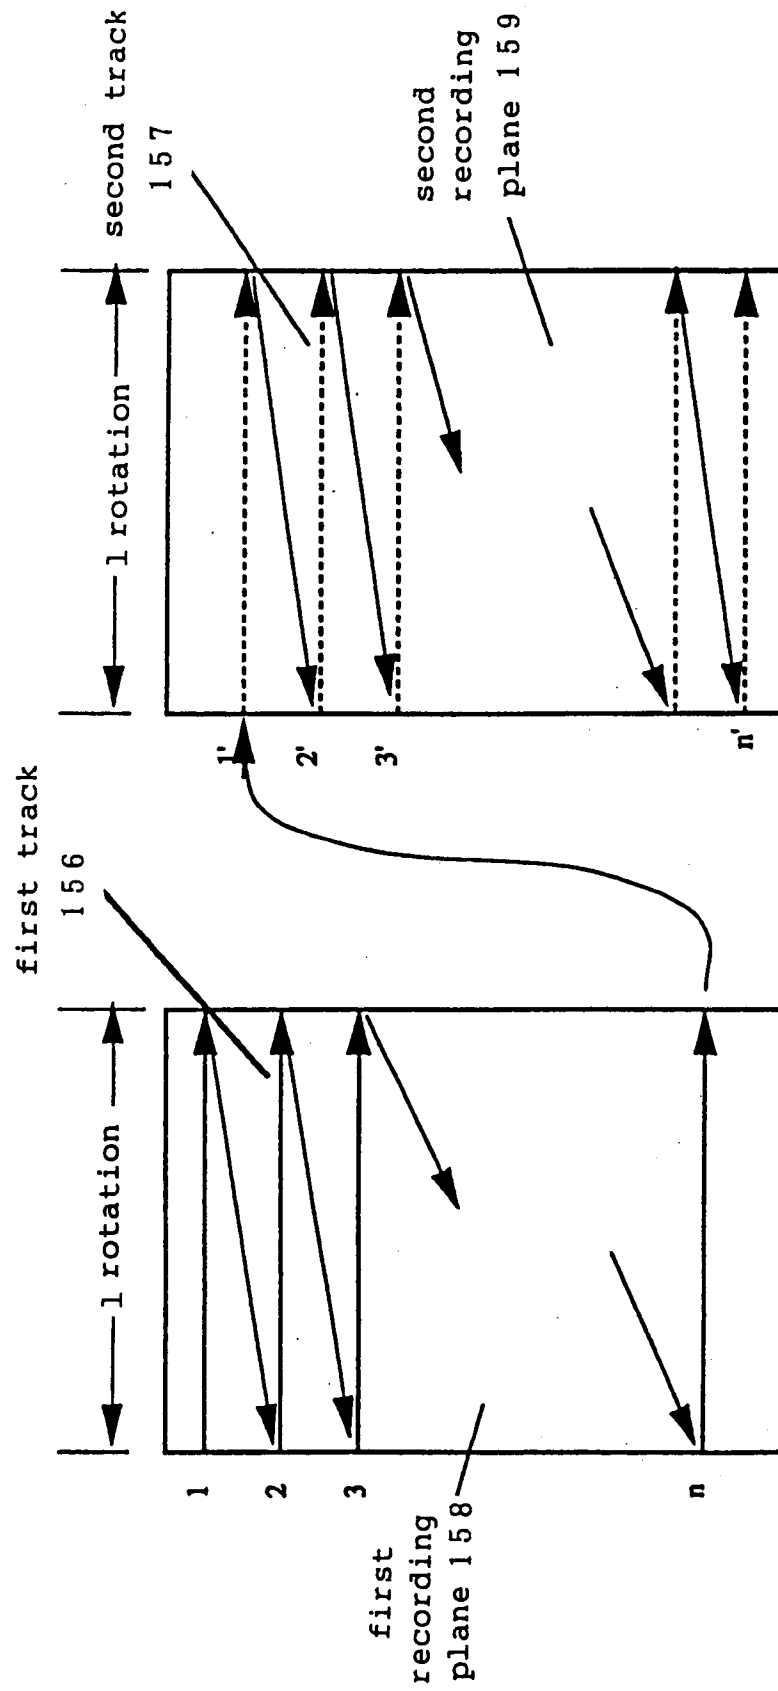 first track
156
1 rotation
1
2
3
n
first
recording
plane 158
second track
157
1 rotation
1'
2'
3'
n'
second
recording
plane 159